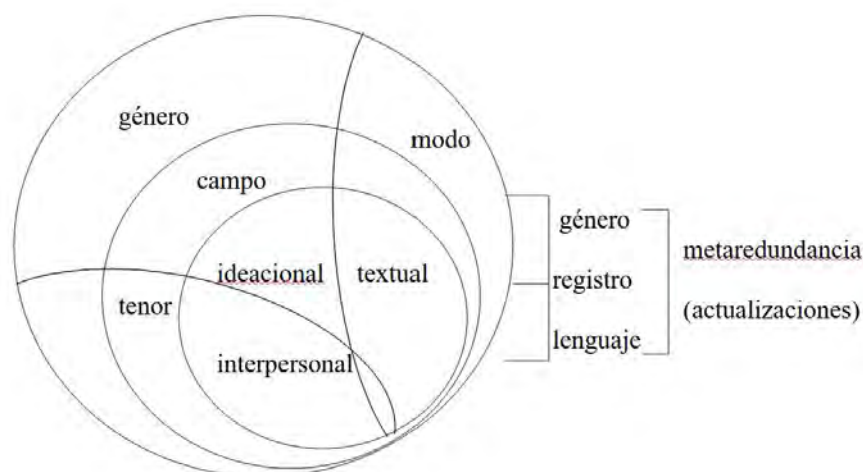 género
modo
campo
ideacional
textual
tenor
interpersonal
género
registro
lenguaje
metaredundancia
(actualizaciones)